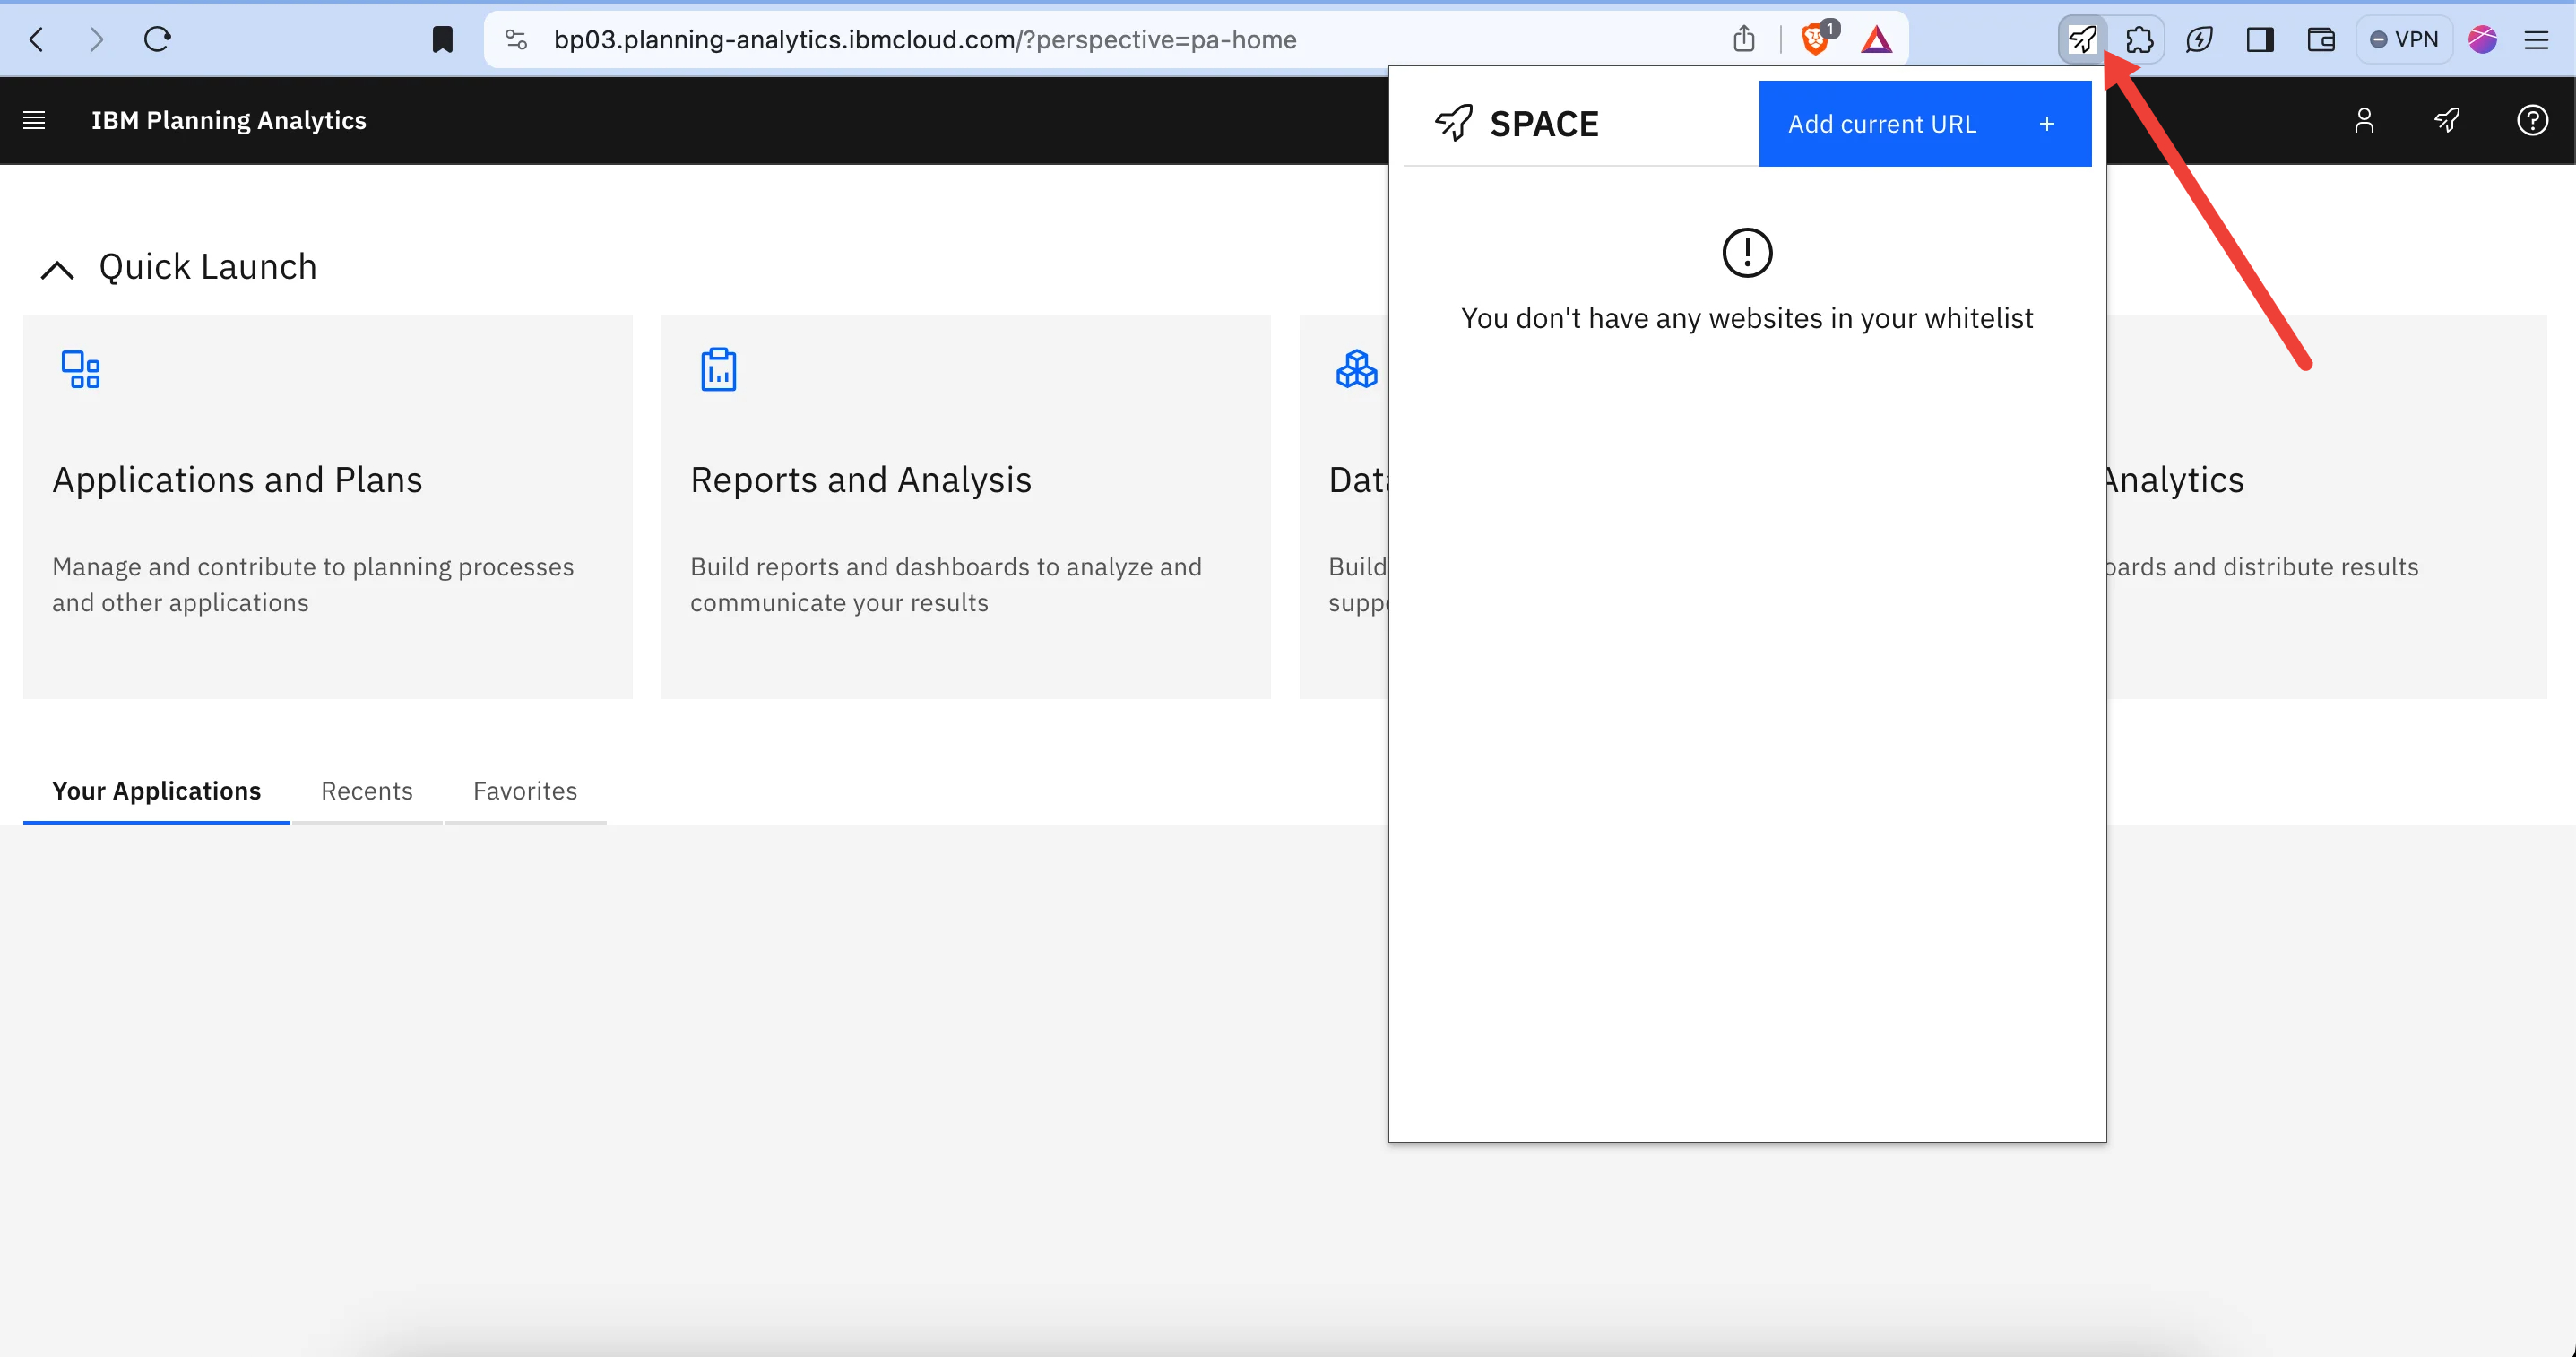 bp03.planning-analytics.ibmcloud.com/?perspective=pa-home
1
VPN
IBM Planning Analytics
SPACE
Add current URL +
You don't have any websites in your whitelist
Quick Launch
Applications and Plans
Manage and contribute to planning processes
and other applications
Reports and Analysis
Build reports and dashboards to analyze and
communicate your results
Dat
Build
supp
Analytics
oards and distribute results
Your Applications
Recents
Favorites